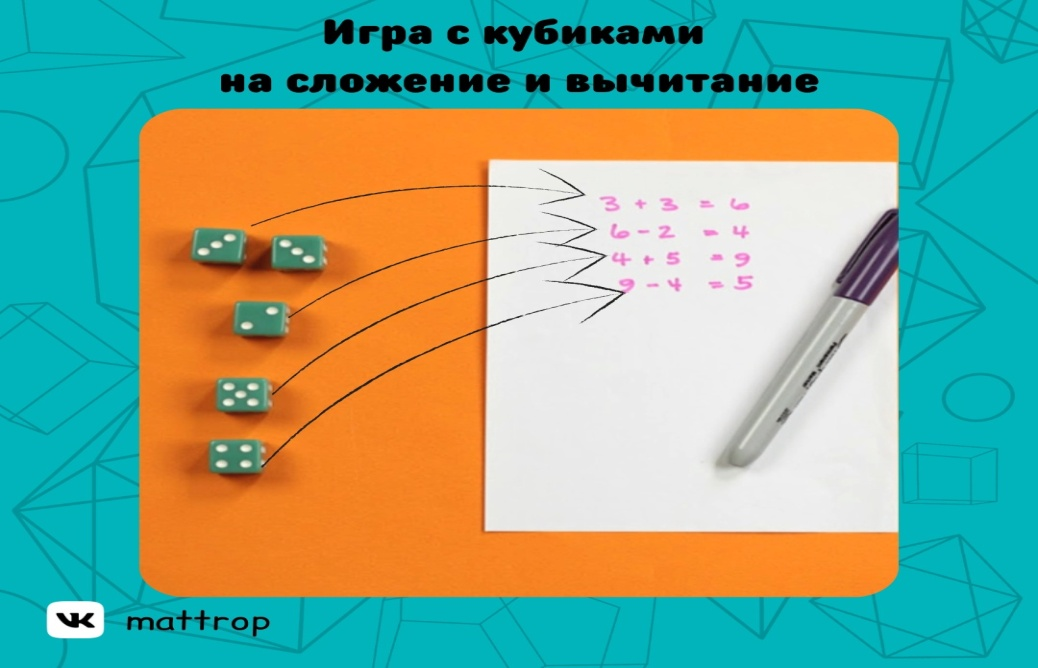 Игра с кубиками
на сложение и вычитание
3 + 3 = 6
6 - 2 = 4
4 + 5 = 9
9 - 4 = 5
mattrop